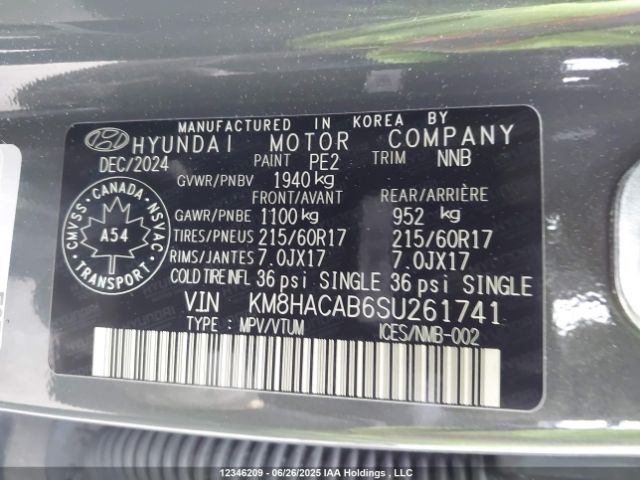 MANUFACTURED IN KOREA BY
HYUNDAI MOTOR COMPANY
DEC/2024 PAINT PE2 TRIM NNB
GVWR/PNBV 1940 kg
FRONT/AVANT REAR/ARRIÈRE
GAWR/PNBE 1100 kg 952 kg
TIRES/PNEUS 215/60R17 215/60R17
RIMS/JANTES 7.0JX17 7.0JX17
COLD TIRE INFL 36 psi SINGLE 36 psi SINGLE
VIN KM8HACAB6SU261741
TYPE : MPV/VTUM ICES/NMB-002
CMVSS · CANADA · NSVAC
A54
TRANSPORT
12346209 - 06/26/2025 IAA Holdings , LLC